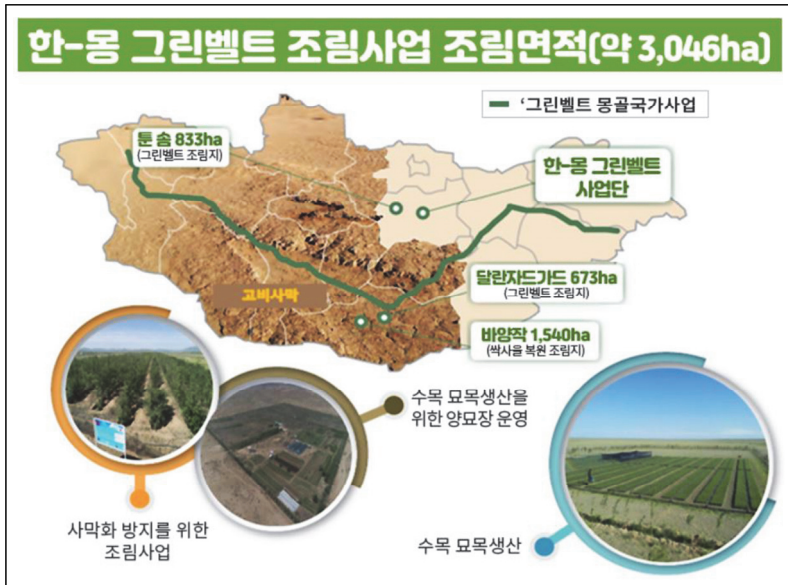 한-몽 그린벨트 조림사업 조림면적(약 3,046ha)
'그린벨트 몽골국가사업
룬 솜 833ha
(그린벨트 조림지)
한-몽 그린벨트
사업단
달란자드가드 673ha
(그린벨트 조림지)
고비사막
바양작 1,540ha
(싹사울 복원 조림지)
수목 묘목생산을
위한 양묘장 운영
사막화 방지를 위한
조림사업
수목 묘목생산